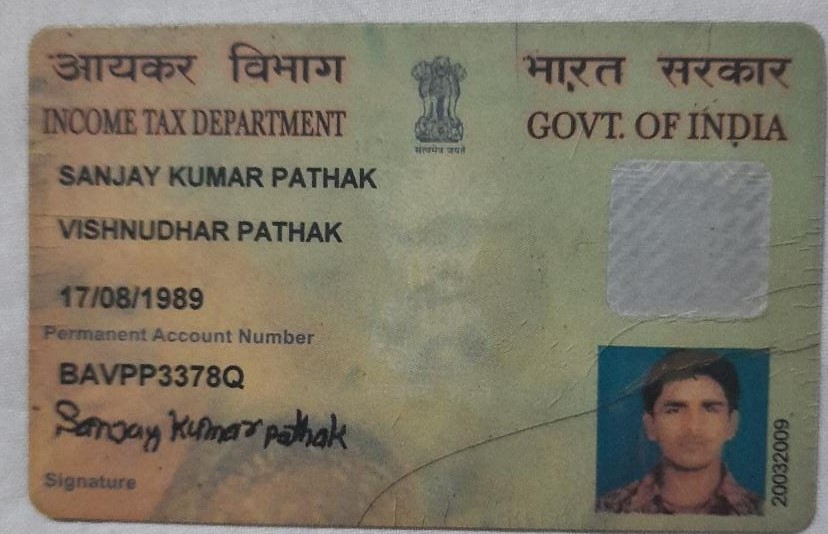 आयकर विभाग
INCOME TAX DEPARTMENT
सत्यमेव जयते
भारत सरकार
GOVT. OF INDIA
SANJAY KUMAR PATHAK
VISHNUDHAR PATHAK
17/08/1989
Permanent Account Number
BAVPP3378Q
Sanjay Kumar pathak
Signature
20032009